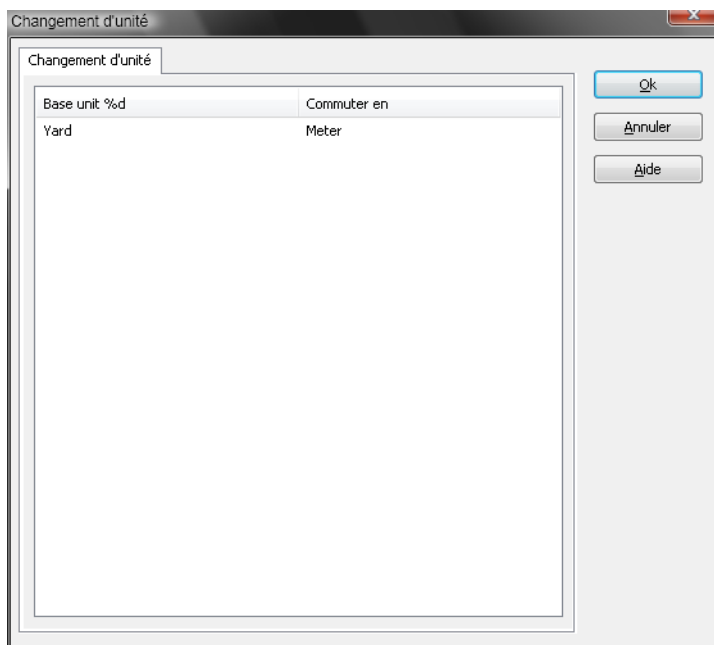 Changement d'unité
Changement d'unité
Base unit %d Commuter en
Yard Meter
Ok
Annuler
Aide